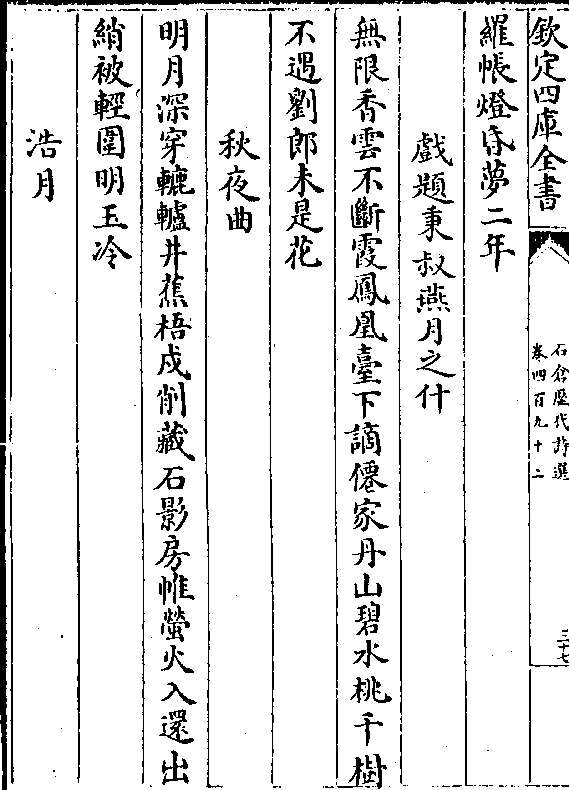 欽定四庫全書
石倉歷代詩選
卷四百九十二
三十七
羅帳燈昏夢二年
戲題秉叔燕月之什
無限香雲不斷霞鳳凰臺下謫僊家丹山碧水桃千樹
不遇劉郎未是花
秋夜曲
明月深穿轆轤井蕉梧戍削藏石影房帷螢火入還出
綃被輕圍明玉冷
浩月